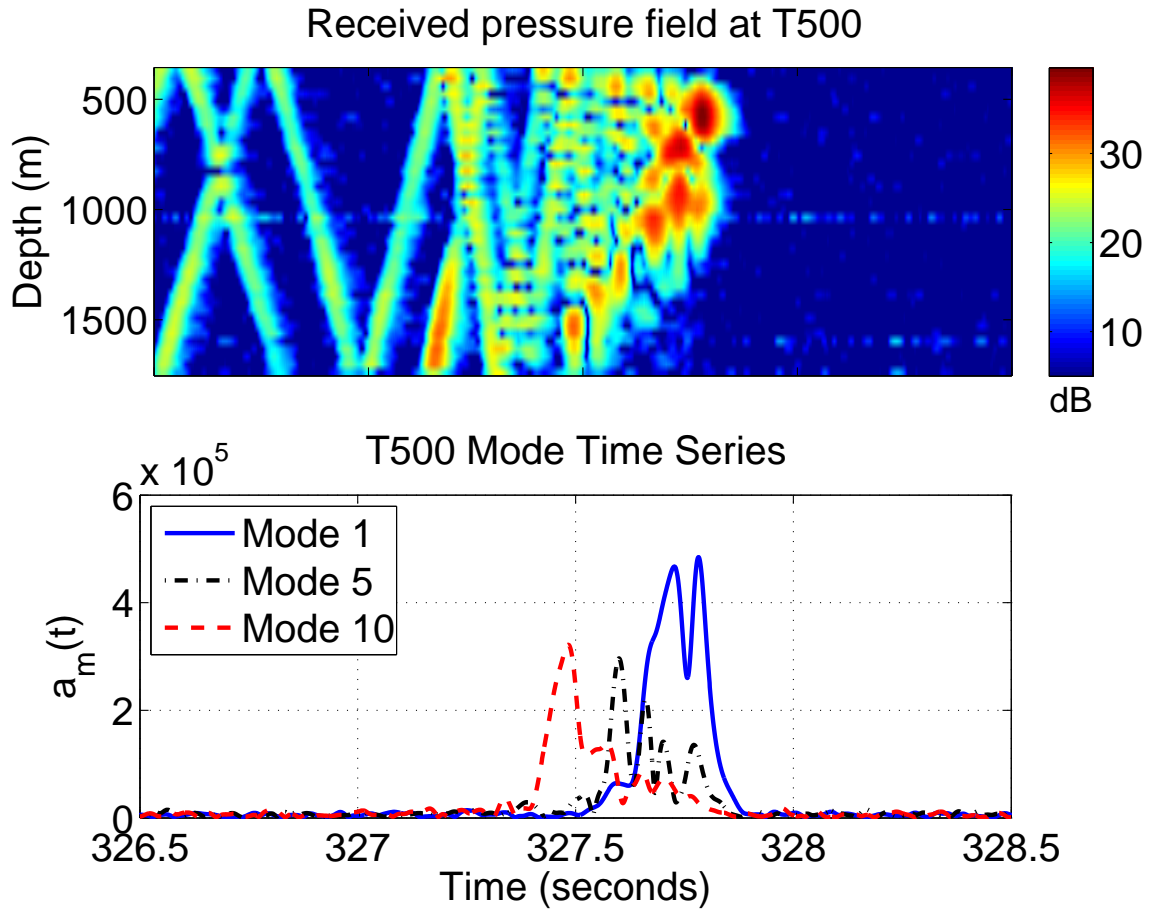 Received pressure field at T500
Depth (m)
500
1000
1500
30
20
10
dB
T500 Mode Time Series
x 10^5
a_m(t)
6
4
2
0
Mode 1
Mode 5
Mode 10
326.5 327 327.5 328 328.5
Time (seconds)